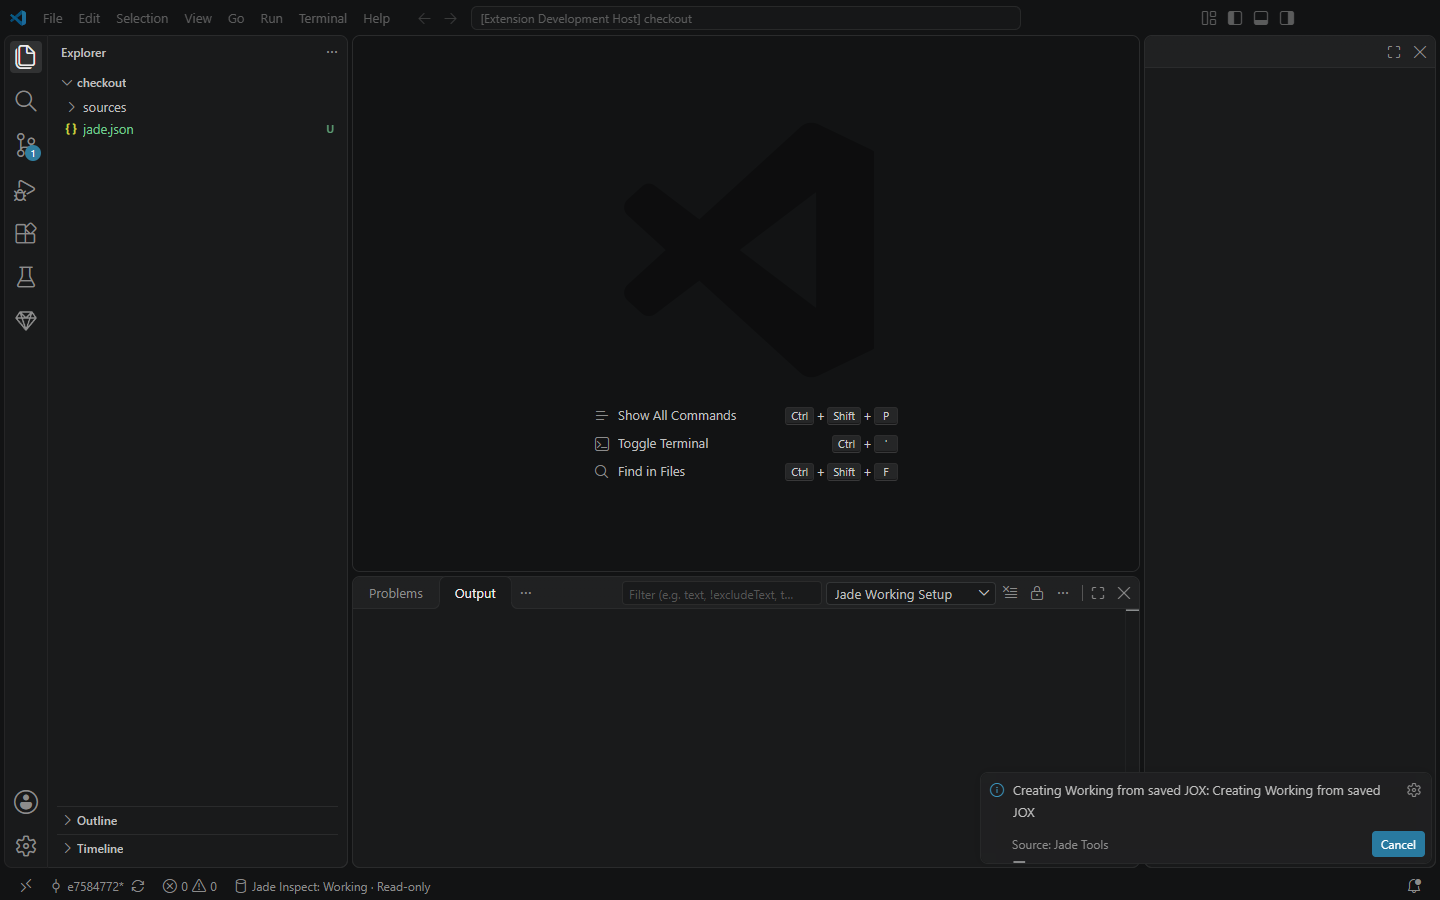 File Edit Selection View Go Run Terminal Help
[Extension Development Host] checkout
Explorer
checkout
sources
jade.json U
1
Show All Commands Ctrl + Shift + P
Toggle Terminal Ctrl + `
Find in Files Ctrl + Shift + F
Problems Output Filter (e.g. text, !excludeText, t... Jade Working Setup
Creating Working from saved JOX: Creating Working from saved
JOX
Source: Jade Tools Cancel
Outline
Timeline
e7584772* 0 0 Jade Inspect: Working · Read-only